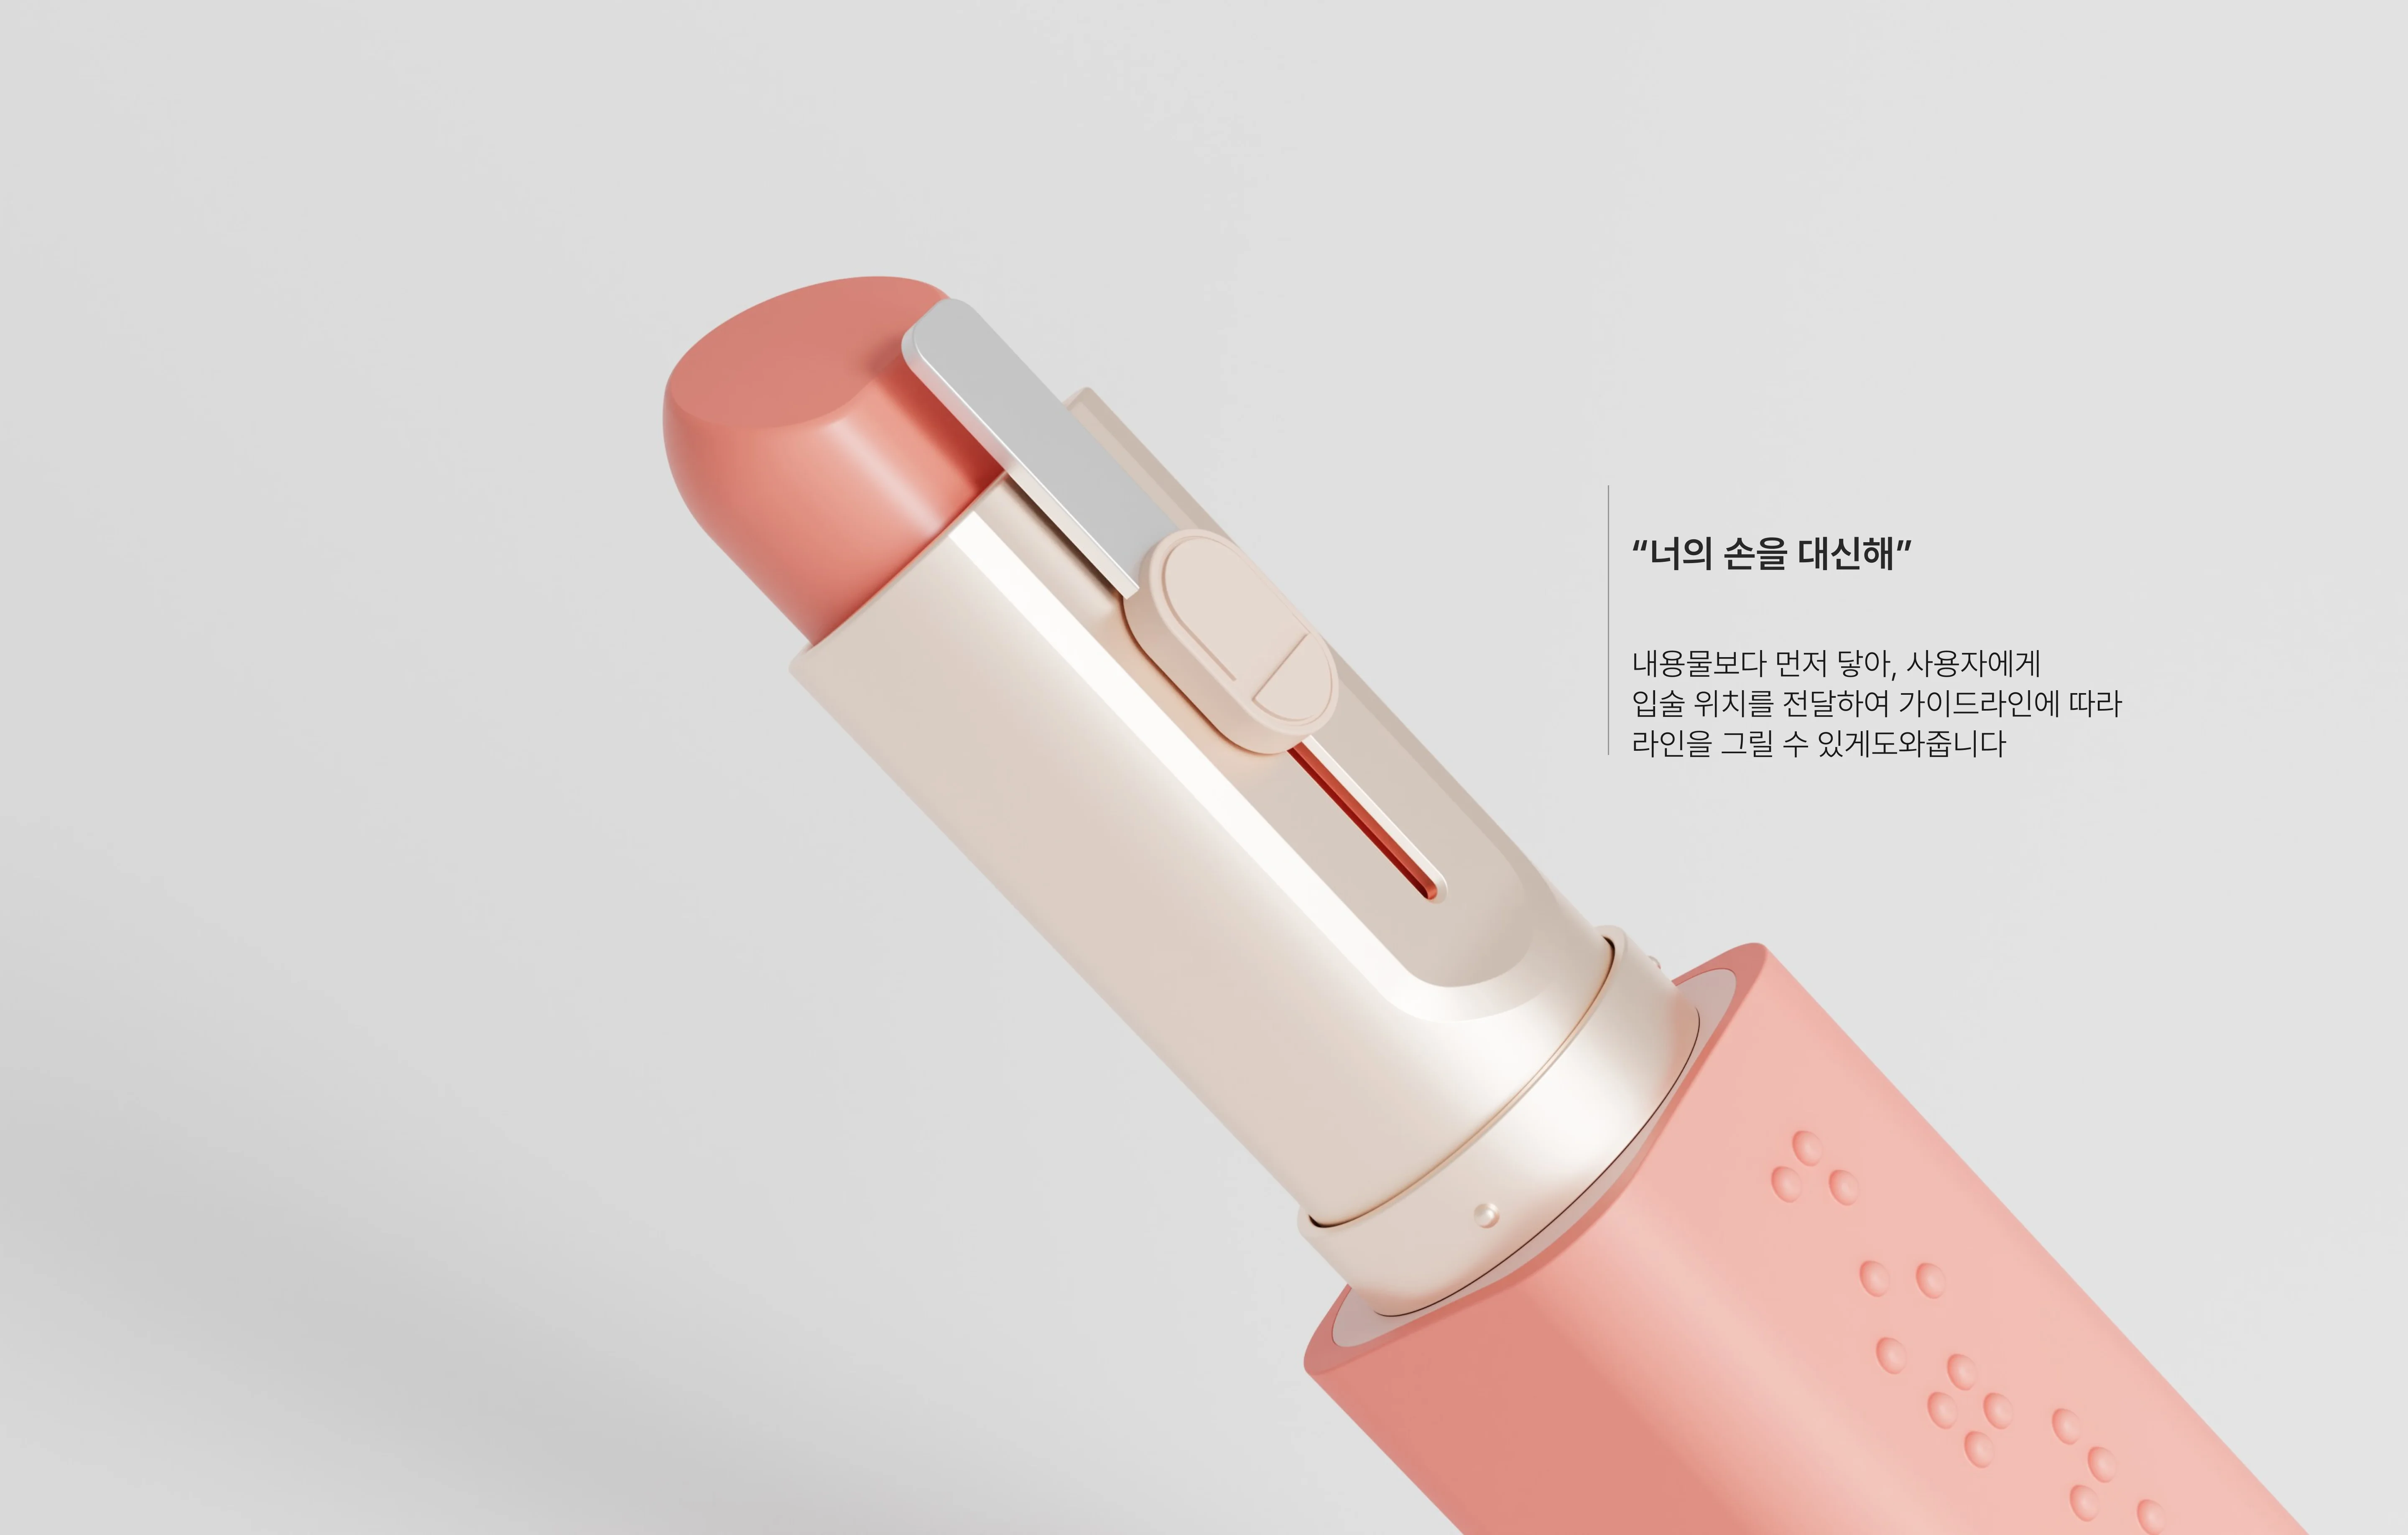 “너의 손을 대신해”
내용물보다 먼저 닿아, 사용자에게
입술 위치를 전달하여 가이드라인에 따라
라인을 그릴 수 있게도와줍니다